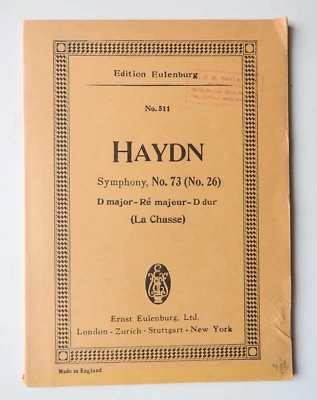 Edition Eulenburg
No. 511
HAYDN
Symphony, No. 73 (No. 26)
D major-Ré majeur-D dur
(La Chasse)
Ernst Eulenburg, Ltd.
London - Zurich - Stuttgart - New York
Made in England